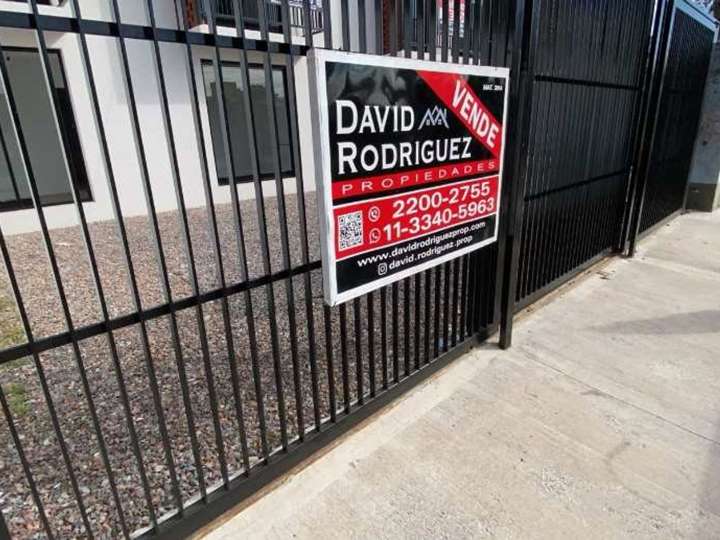 VENDE
DAVID
RODRIGUEZ
PROPIEDADES
2200-2755
11-3340-5963
www.davidrodriguezprop.com
david.rodriguez.prop